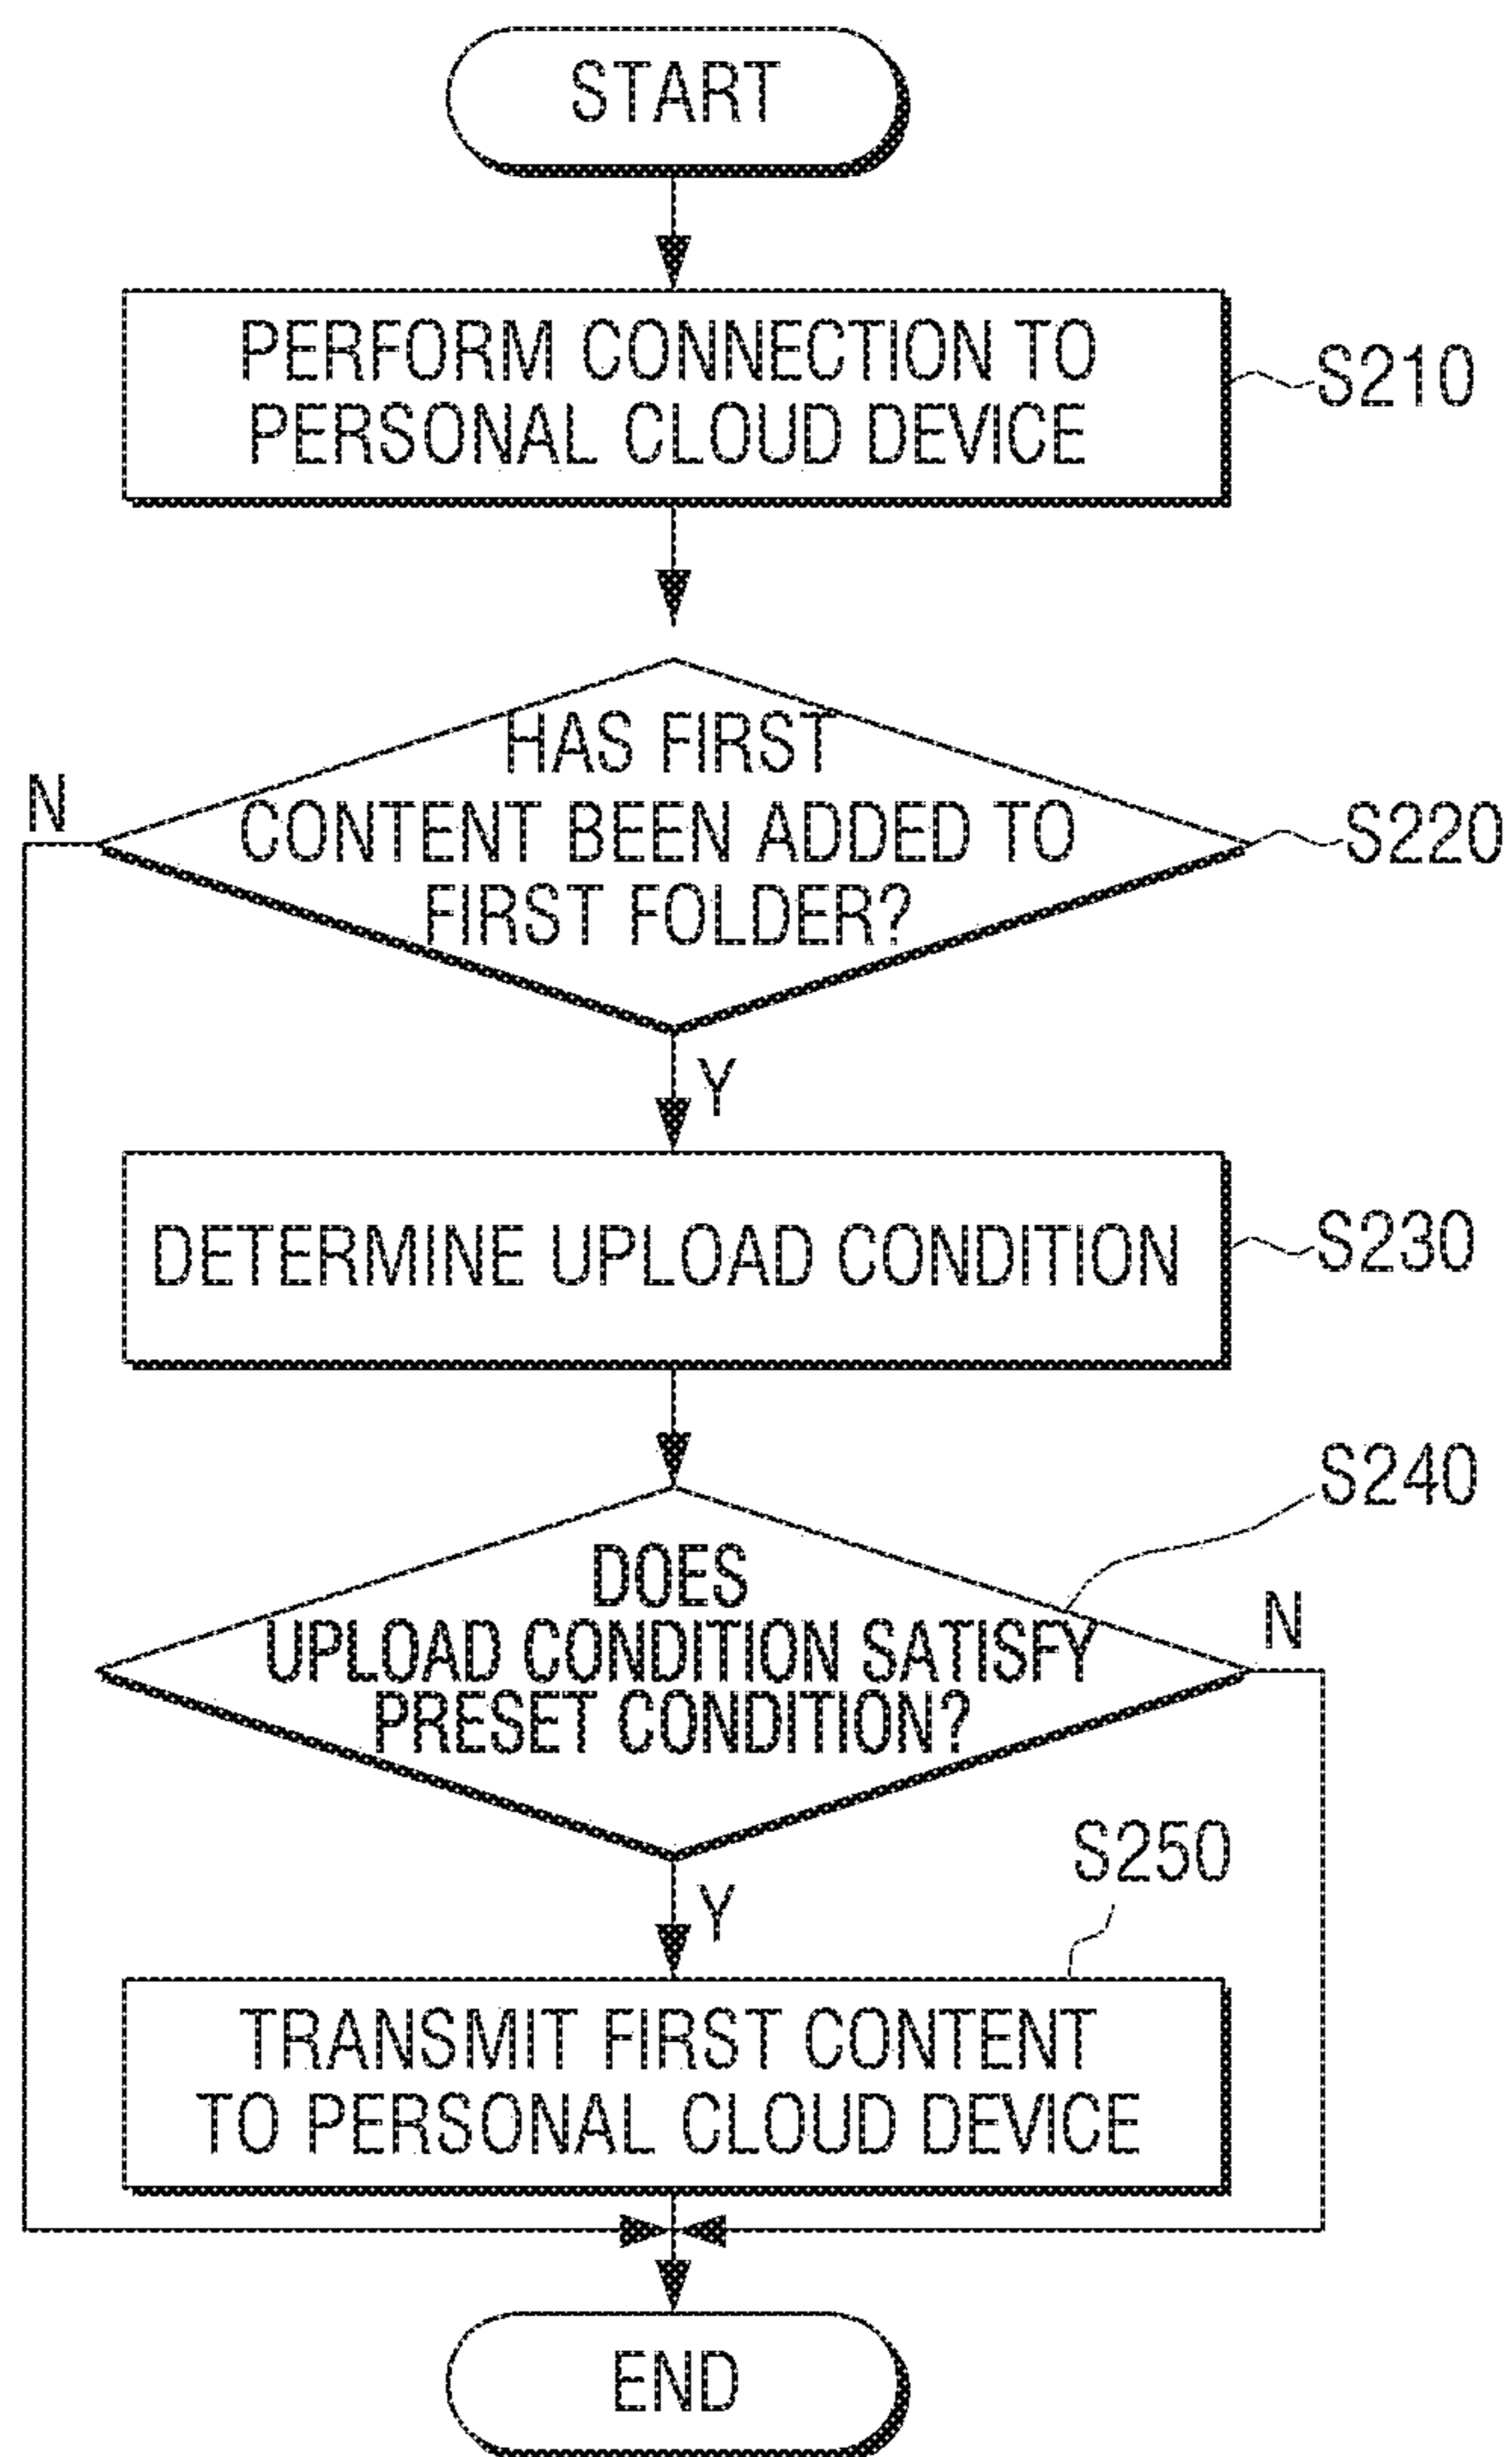 START
PERFORM CONNECTION TO
PERSONAL CLOUD DEVICE
S210
HAS FIRST
CONTENT BEEN ADDED TO
FIRST FOLDER?
N
S220
Y
DETERMINE UPLOAD CONDITION
S230
S240
DOES
UPLOAD CONDITION SATISFY
PRESET CONDITION?
N
S250
Y
TRANSMIT FIRST CONTENT
TO PERSONAL CLOUD DEVICE
END